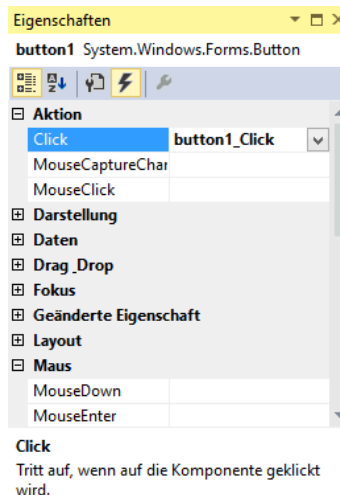 Eigenschaften
button1 System.Windows.Forms.Button
Aktion
Click button1_Click
MouseCaptureChar
MouseClick
Darstellung
Daten
Drag_Drop
Fokus
Geänderte Eigenschaft
Layout
Maus
MouseDown
MouseEnter
Click
Tritt auf, wenn auf die Komponente geklickt
wird.